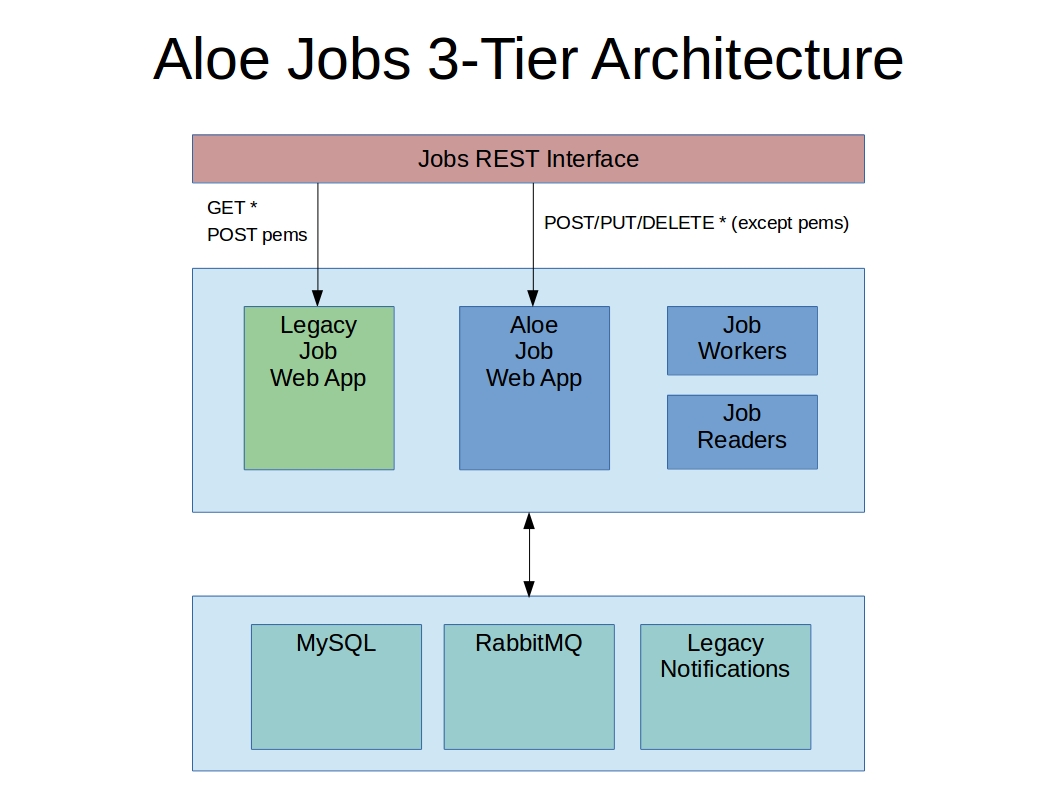 Aloe Jobs 3-Tier Architecture
Jobs REST Interface
GET *
POST pems
POST/PUT/DELETE * (except pems)
Legacy
Job
Web App
Aloe
Job
Web App
Job
Workers
Job
Readers
MySQL
RabbitMQ
Legacy
Notifications